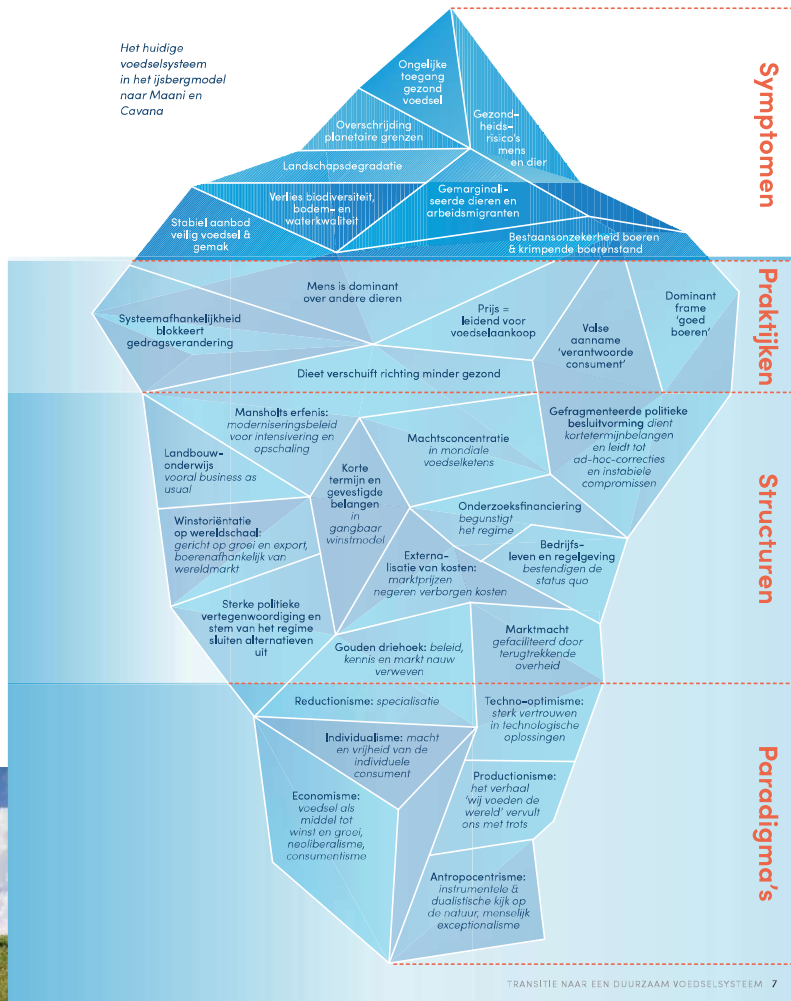 Het huidige
voedselsysteem
in het ijsbergmodel
naar Maani en
Cavana
Symptomen
Ongelijke
toegang
gezond
voedsel
Gezond-
heids-
risico's
mens
en dier
Overschrijding
planetaire grenzen
Landschapsdegradatie
Verlies biodiversiteit,
bodem- en
waterkwaliteit
Gemarginali-
seerde dieren en
arbeidsmigranten
Stabiel aanbod
veilig voedsel &
gemak
Bestaansonzekerheid boeren
& krimpende boerenstand
Praktijken
Mens is dominant
over andere dieren
Systeemafhankelijkheid
blokkeert
gedragsverandering
Prijs =
leidend voor
voedselaankoop
Valse
aanname
‘verantwoorde
consument’
Dominant
frame
‘goed
boeren’
Dieet verschuift richting minder gezond
Structuren
Mansholts erfenis:
moderniseringsbeleid
voor intensivering en
opschaling
Machtsconcentratie
in mondiale
voedselketens
Gefragmenteerde politieke
besluitvorming dient
kortetermijnbelangen
en leidt tot
ad-hoc-correcties
en instabiele
compromissen
Landbouw-
onderwijs
vooral business as
usual
Korte
termijn en
gevestigde
belangen
in
gangbaar
winstmodel
Onderzoeksfinanciering
begunstigt
het regime
Winstoriëntatie
op wereldschaal:
gericht op groei en export,
boerenafhankelijk van
wereldmarkt
Externa-
lisatie van kosten:
marktprijzen
negeren verborgen kosten
Bedrijfs-
leven en regelgeving
bestendigen de
status quo
Sterke politieke
vertegenwoordiging en
stem van het regime
sluiten alternatieven
uit
Gouden driehoek: beleid,
kennis en markt nauw
verweven
Marktmacht
gefaciliteerd door
terugtrekkende
overheid
Paradigma's
Reductionisme: specialisatie
Techno-optimisme:
sterk vertrouwen
in technologische
oplossingen
Individualisme: macht
en vrijheid van de
individuele
consument
Productionisme:
het verhaal
‘wij voeden de
wereld’ vervult
ons met trots
Economisme:
voedsel als
middel tot
winst en groei,
neoliberalisme,
consumentisme
Antropocentrisme:
instrumentele &
dualistische kijk op
de natuur, menselijk
exceptionalisme
TRANSITIE NAAR EEN DUURZAAM VOEDSELSYSTEEM 7